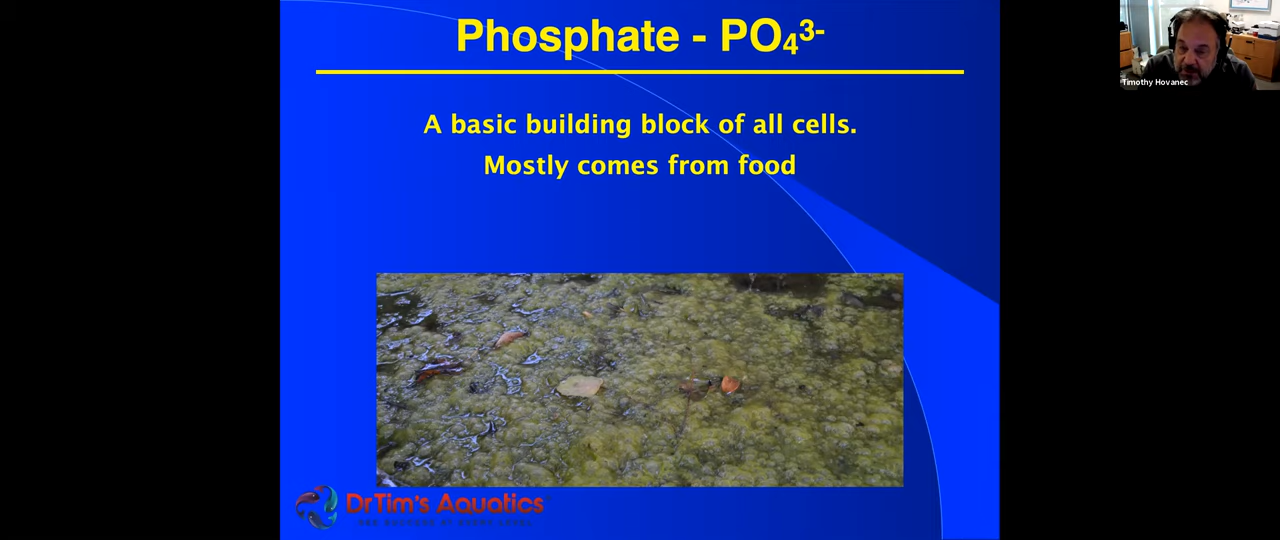 Phosphate - PO₄³⁻
Timothy Hovanec
A basic building block of all cells.
Mostly comes from food
DrTim's Aquatics